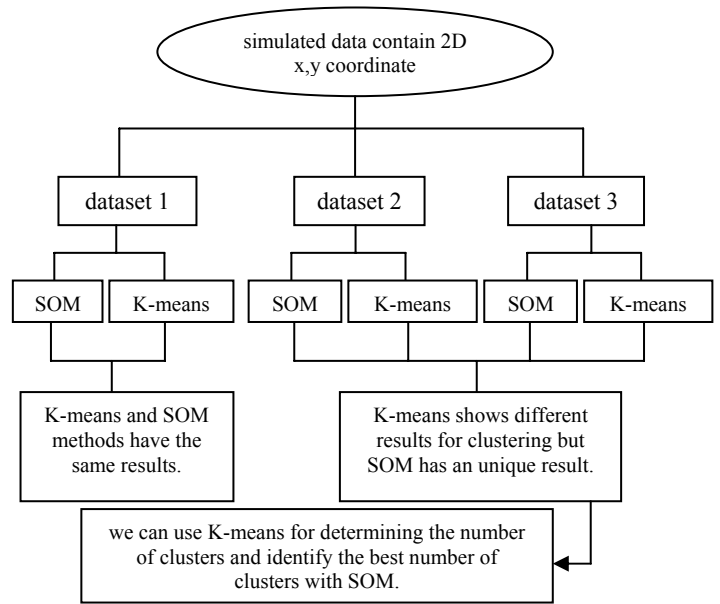 simulated data contain 2D
x,y coordinate
dataset 1
dataset 2
dataset 3
SOM
K-means
SOM
K-means
SOM
K-means
K-means and SOM
methods have the
same results.
K-means shows different
results for clustering but
SOM has an unique result.
we can use K-means for determining the number
of clusters and identify the best number of
clusters with SOM.